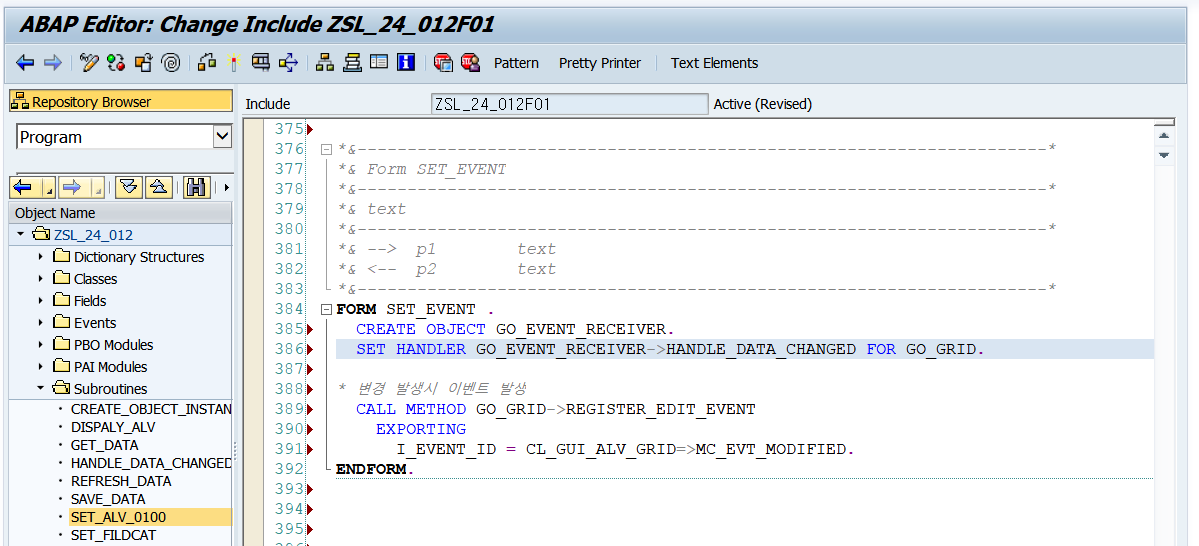 ABAP Editor: Change Include ZSL_24_012F01
Pattern Pretty Printer Text Elements
Repository Browser
Program
Object Name
ZSL_24_012
Dictionary Structures
Classes
Fields
Events
PBO Modules
PAI Modules
Subroutines
CREATE_OBJECT_INSTAN
DISPALY_ALV
GET_DATA
HANDLE_DATA_CHANGED
REFRESH_DATA
SAVE_DATA
SET_ALV_0100
SET_FILDCAT
Include ZSL_24_012F01 Active (Revised)
375
376 *&---------------------------------------------------------------------*
377 *& Form SET_EVENT
378 *&---------------------------------------------------------------------*
379 *& text
380 *&---------------------------------------------------------------------*
381 *& --> p1 text
382 *& <-- p2 text
383 *&---------------------------------------------------------------------*
384 FORM SET_EVENT .
385 CREATE OBJECT GO_EVENT_RECEIVER.
386 SET HANDLER GO_EVENT_RECEIVER->HANDLE_DATA_CHANGED FOR GO_GRID.
387
388 * 변경 발생시 이벤트 발생
389 CALL METHOD GO_GRID->REGISTER_EDIT_EVENT
390 EXPORTING
391 I_EVENT_ID = CL_GUI_ALV_GRID=>MC_EVT_MODIFIED.
392 ENDFORM.
393
394
395